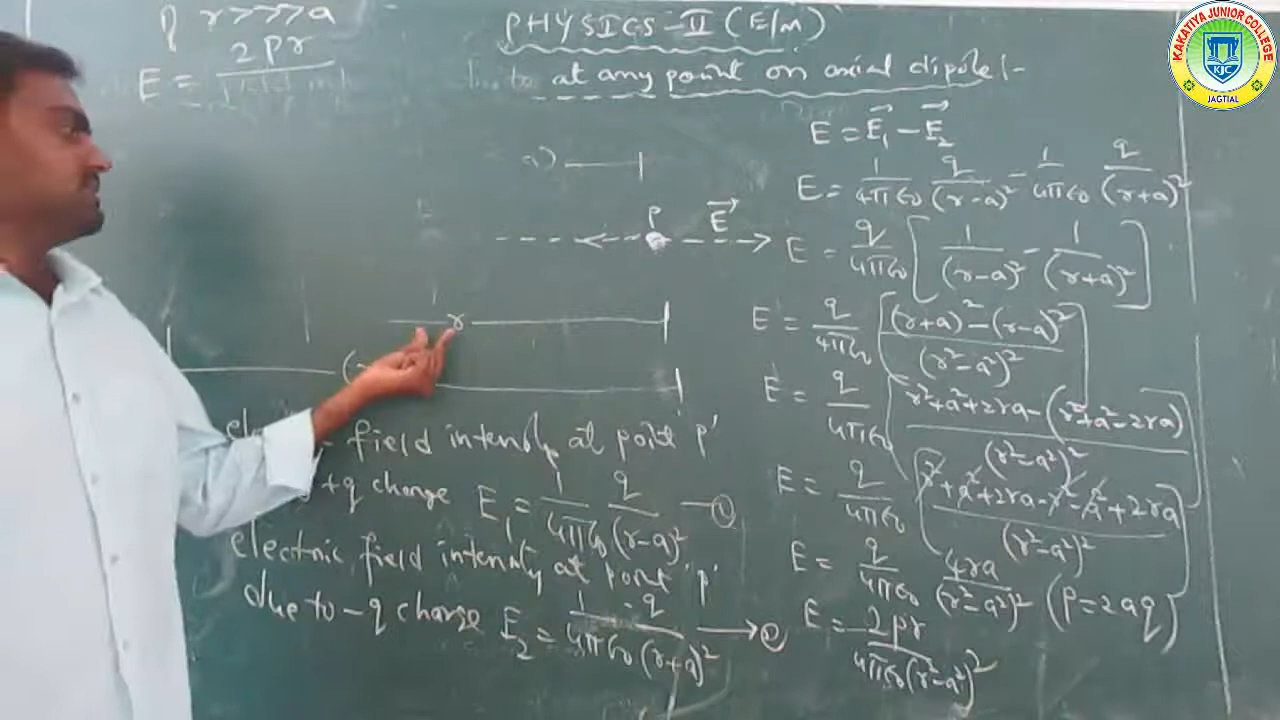 r>>>a
E = 2pr
PHYSICS-II (E/m)
at any point on axial dipole:-
a)
P E⃗
r
field intensity at point 'p'
+q charge E₁ = 1/4πε₀ q/(r-a)² —①
electric field intensity at point 'p'
due to -q charge E₂ = 1/4πε₀ -q/(r+a)² → ②
E = E⃗₁ - E⃗₂
E = 1/4πε₀ q/(r-a)² - 1/4πε₀ q/(r+a)²
E = q/4πε₀ [1/(r-a)² - 1/(r+a)²]
E = q/4πε₀ [(r+a)²-(r-a)²/(r²-a²)²]
E = q/4πε₀ [r²+a²+2ra-(r²+a²-2ra)/(r²-a²)²]
E = q/4πε₀ [r²+a²+2ra-r²-a²+2ra/(r²-a²)²]
E = q/4πε₀ 4ra/(r²-a²)² (P=2aq)
E = 2pr/4πε₀(r²-a²)²
KAKATIYA JUNIOR COLLEGE
KJC
JAGTIAL